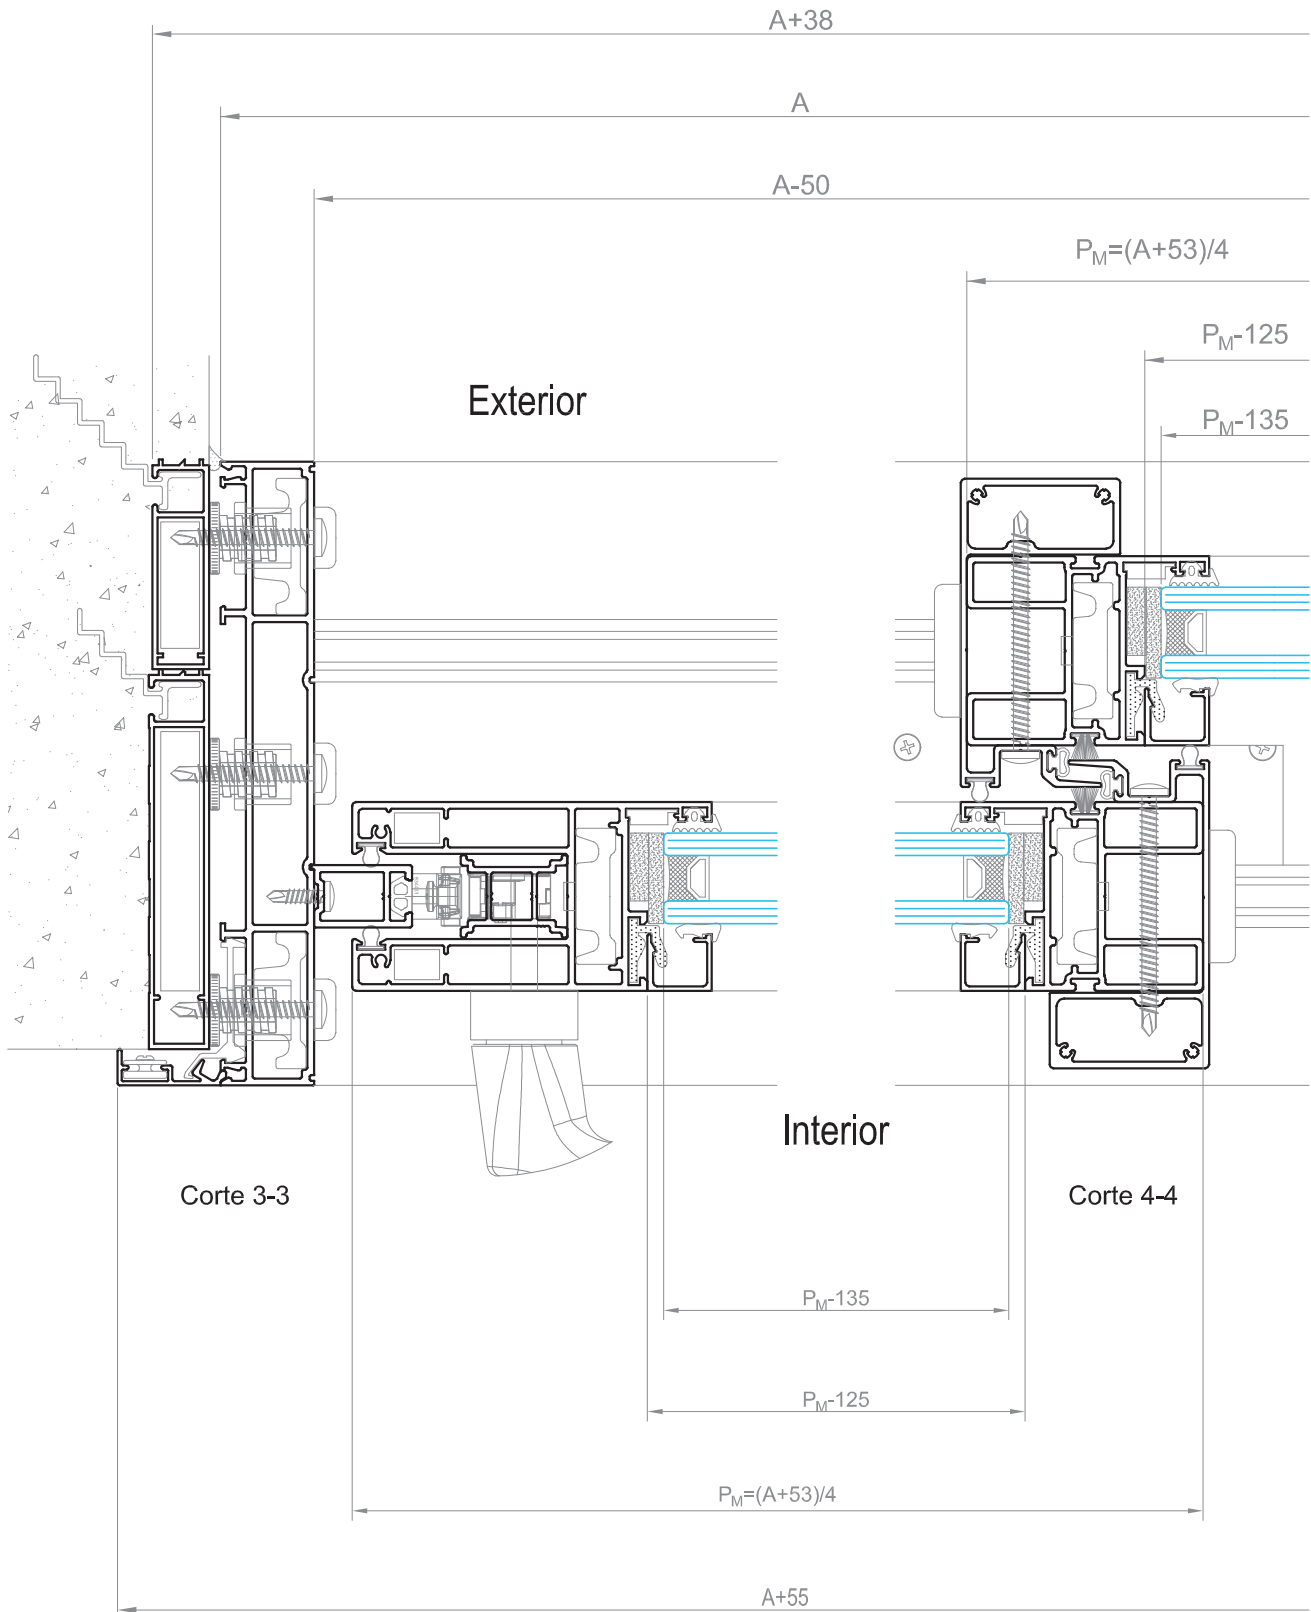 A+38
A
A-50
PM=(A+53)/4
PM-125
PM-135
Exterior
Interior
Corte 3-3
Corte 4-4
PM-135
PM-125
PM=(A+53)/4
A+55